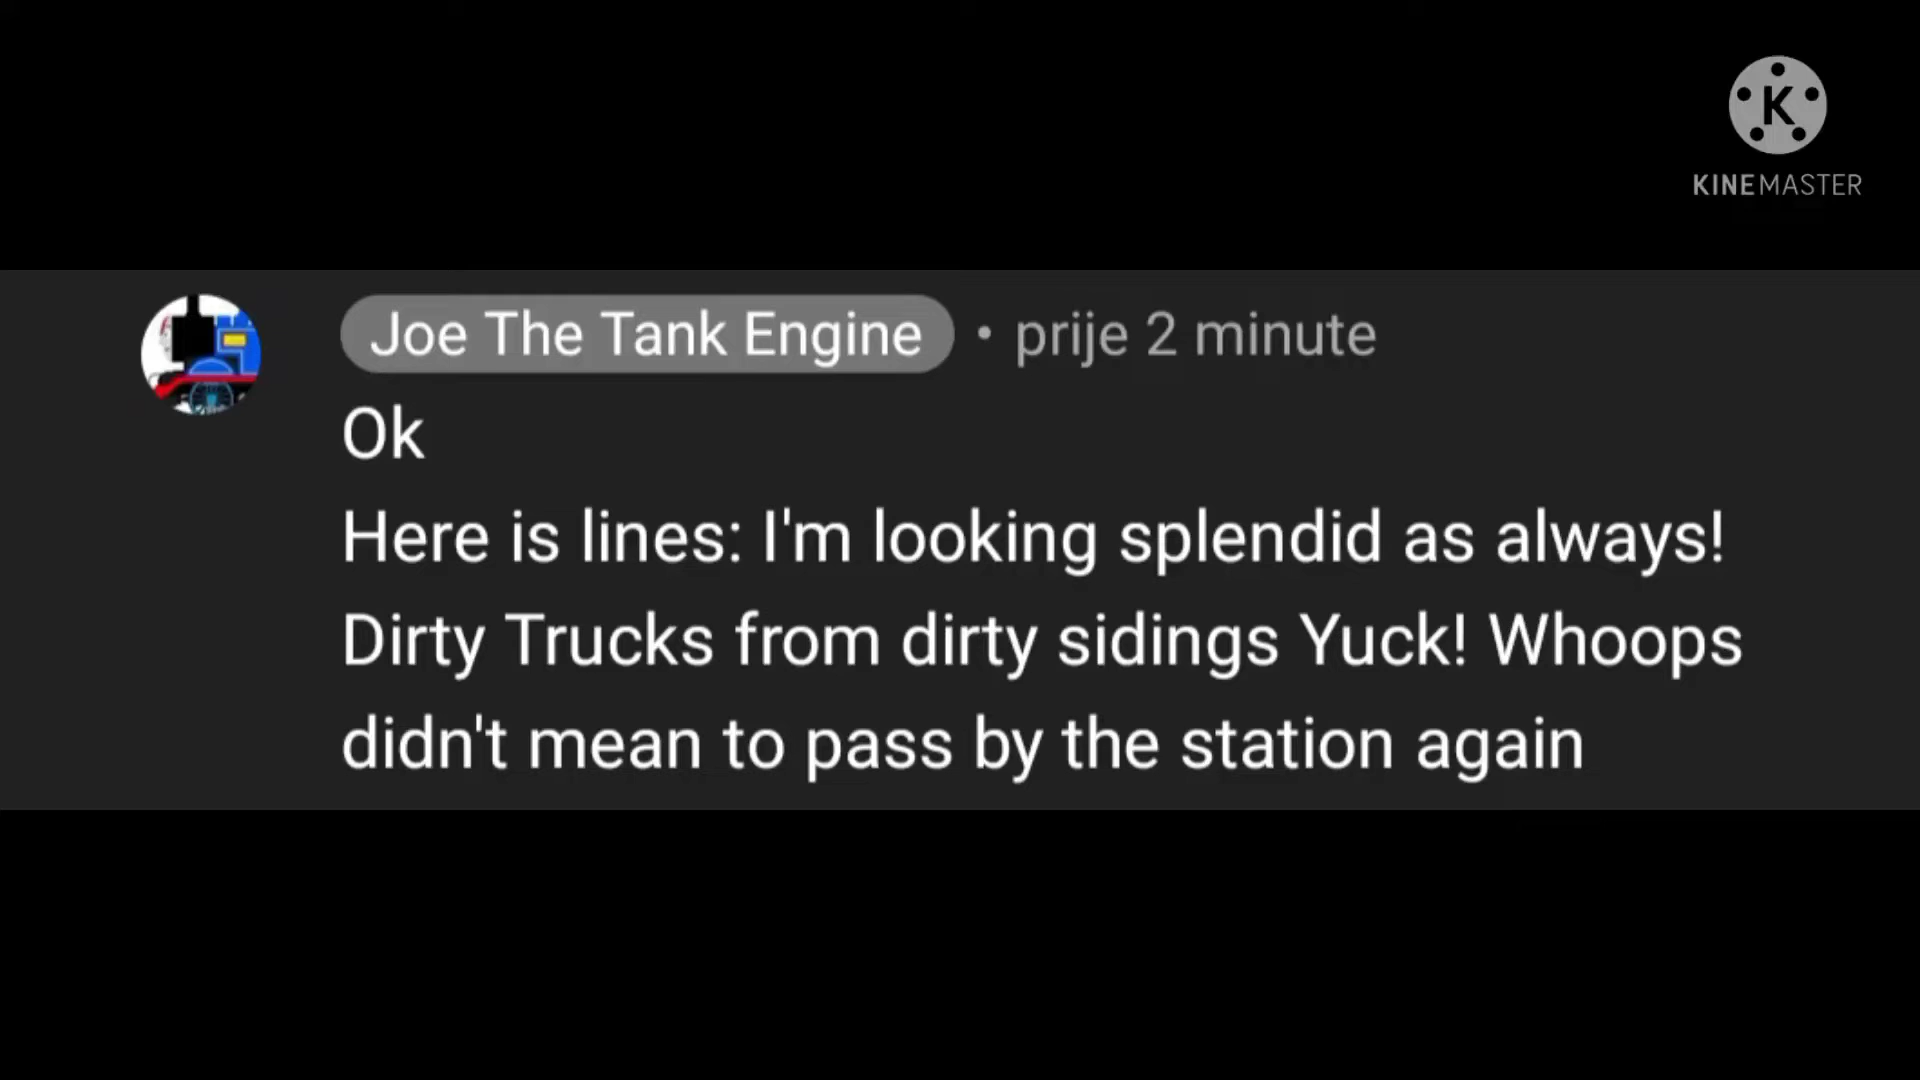 K
KINEMASTER
Joe The Tank Engine • prije 2 minute
Ok
Here is lines: I'm looking splendid as always!
Dirty Trucks from dirty sidings Yuck! Whoops
didn't mean to pass by the station again